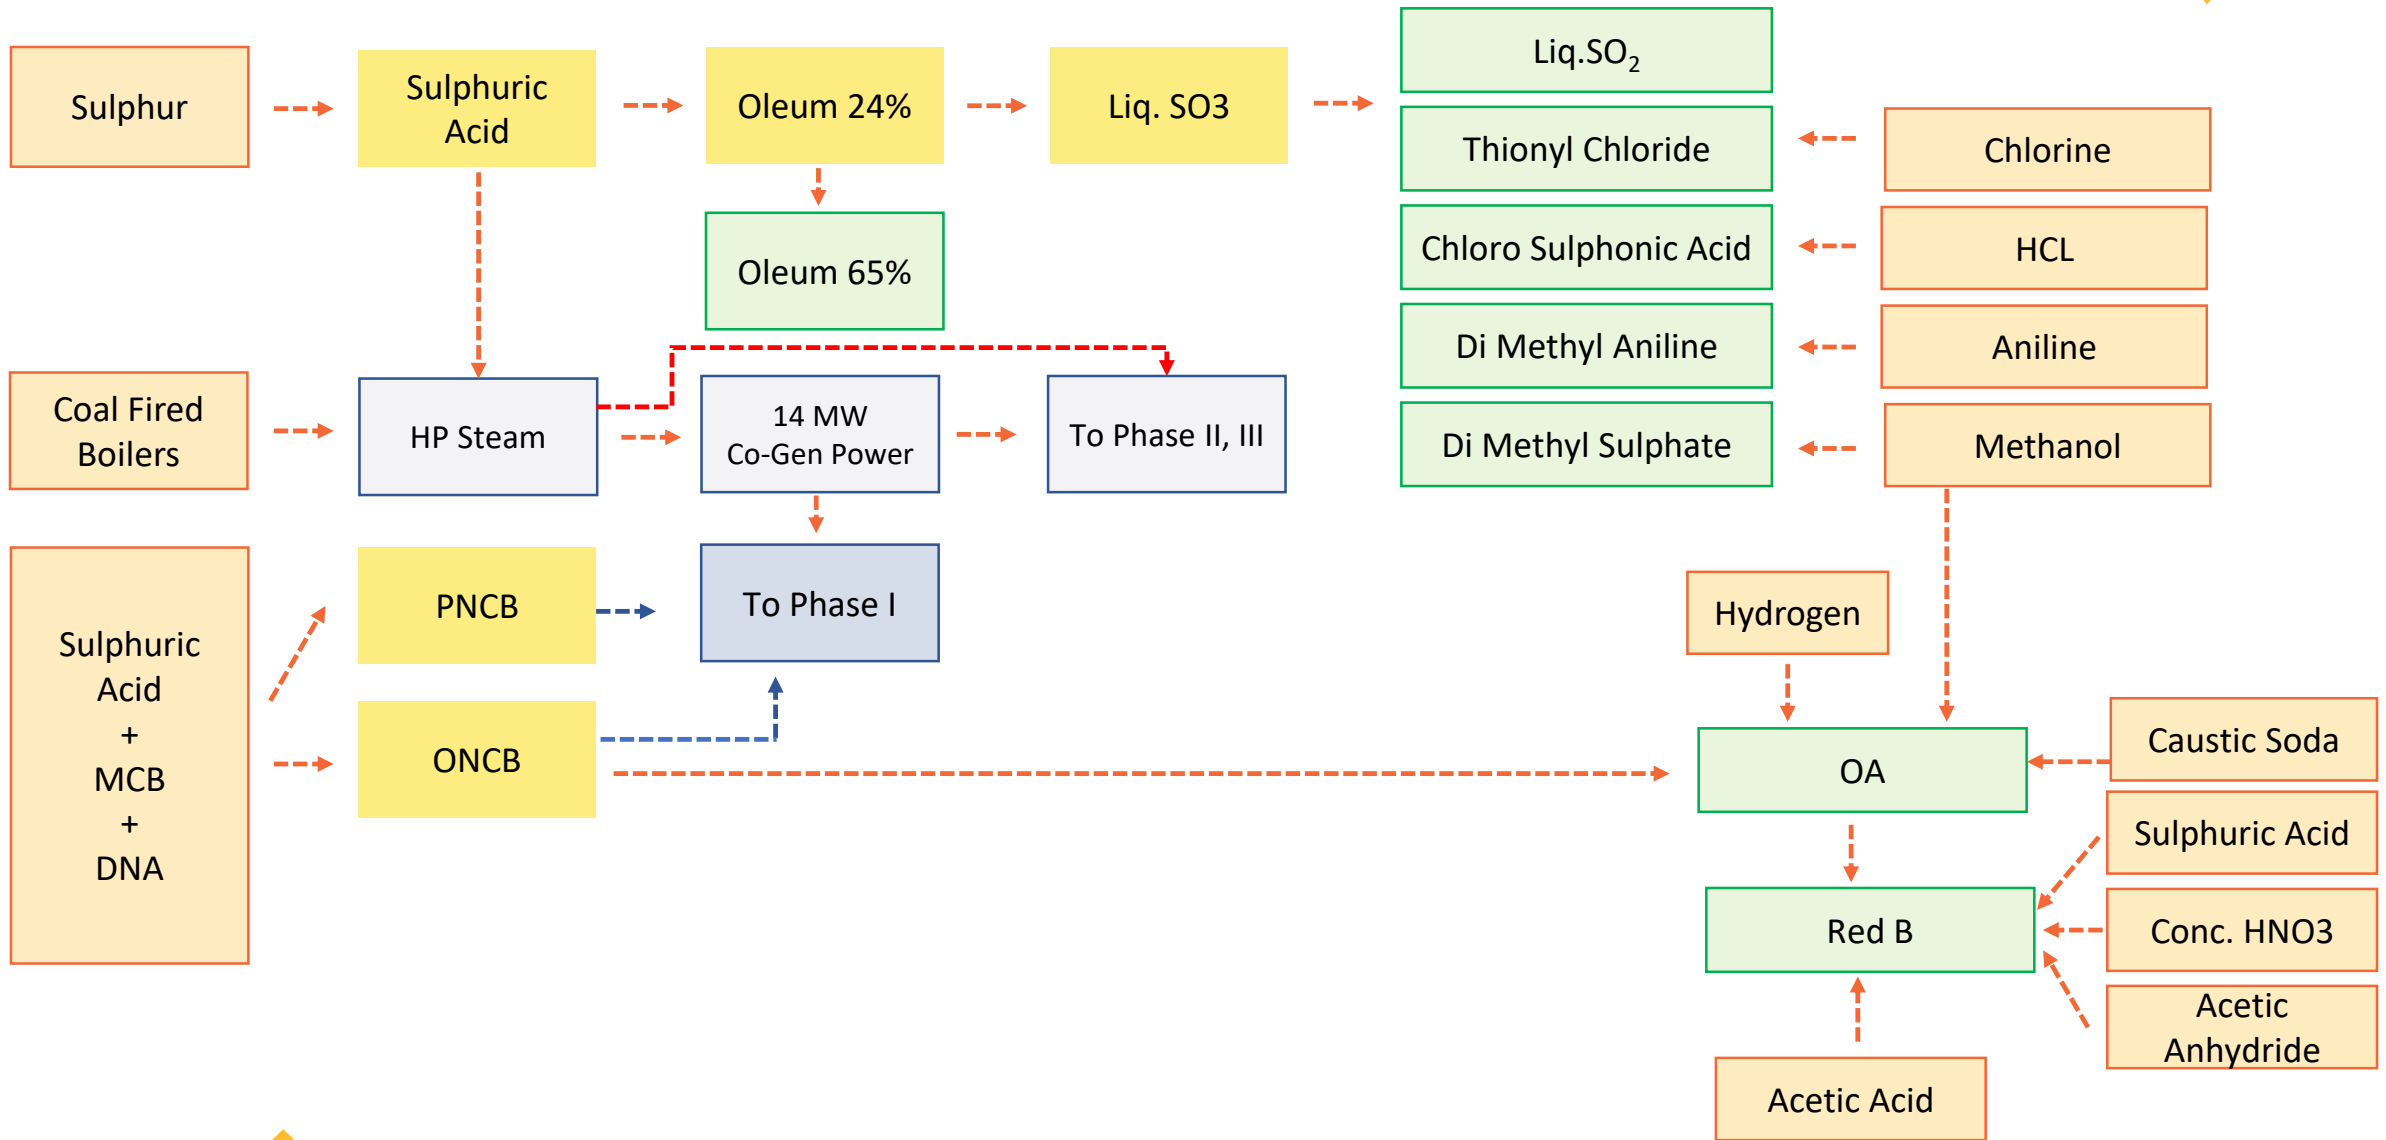 Sulphur
Sulphuric
Acid
Oleum 24%
Liq. SO3
Liq.SO₂
Thionyl Chloride
Chlorine
Chloro Sulphonic Acid
HCL
Oleum 65%
Di Methyl Aniline
Aniline
Coal Fired
Boilers
HP Steam
14 MW
Co-Gen Power
To Phase II, III
Di Methyl Sulphate
Methanol
Sulphuric
Acid
+
MCB
+
DNA
PNCB
To Phase I
Hydrogen
ONCB
OA
Caustic Soda
Sulphuric Acid
Red B
Conc. HNO3
Acetic
Anhydride
Acetic Acid